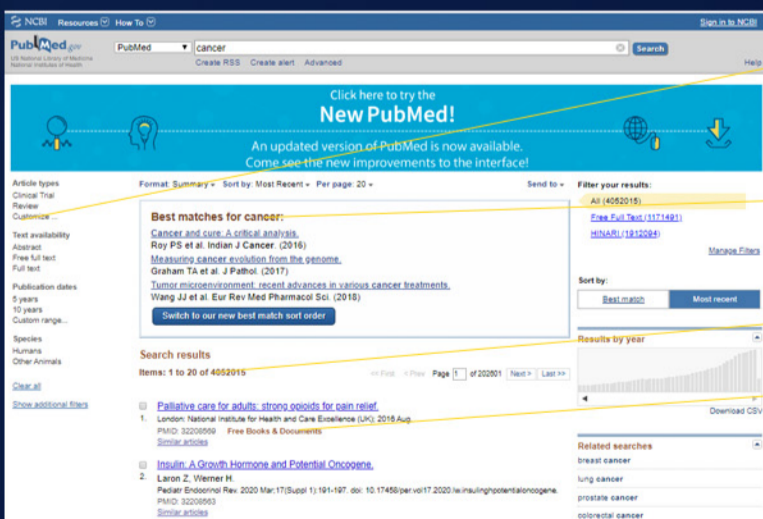 NCBI Resources How To Sign in to NCBI
PubMed.gov
US National Library of Medicine
National Institutes of Health
PubMed cancer Search
Create RSS Create alert Advanced Help
Click here to try the
New PubMed!
An updated version of PubMed is now available.
Come see the new improvements to the interface!
Article types
Clinical Trial
Review
Customize ...
Text availability
Abstract
Free full text
Full text
Publication dates
5 years
10 years
Custom range...
Species
Humans
Other Animals
Clear all
Show additional filters
Format: Summary Sort by: Most Recent Per page: 20 Send to
Best matches for cancer:
Cancer and cure: A critical analysis.
Roy PS et al. Indian J Cancer. (2016)
Measuring cancer evolution from the genome.
Graham TA et al. J Pathol. (2017)
Tumor microenvironment: recent advances in various cancer treatments.
Wang JJ et al. Eur Rev Med Pharmacol Sci. (2018)
Switch to our new best match sort order
Search results
Items: 1 to 20 of 4052015
<< First < Prev Page 1 of 202601 Next > Last >>
Palliative care for adults: strong opioids for pain relief.
1. London: National Institute for Health and Care Excellence (UK); 2016 Aug.
PMID: 32208569 Free Books & Documents
Similar articles
Insulin: A Growth Hormone and Potential Oncogene.
2. Laron Z, Werner H.
Pediatr Endocrinol Rev. 2020 Mar;17(Suppl 1):191-197. doi: 10.17458/per.vol17.2020.lw.insulinghpotentialoncogene.
PMID: 32208563
Similar articles
Filter your results:
All (4052015)
Free Full Text (1171491)
HINARI (1912094)
Manage Filters
Sort by:
Best match Most recent
Results by year
Download CSV
Related searches
breast cancer
lung cancer
prostate cancer
colorectal cancer